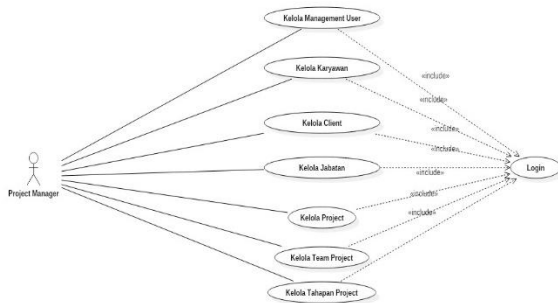 Kelola Management User
«include»
Kelola Karyawan
«include»
Kelola Client
«include»
«include»
Kelola Jabatan
Login
Project Manager
«include»
Kelola Project
«include»
Kelola Team Project
Kelola Tahapan Project